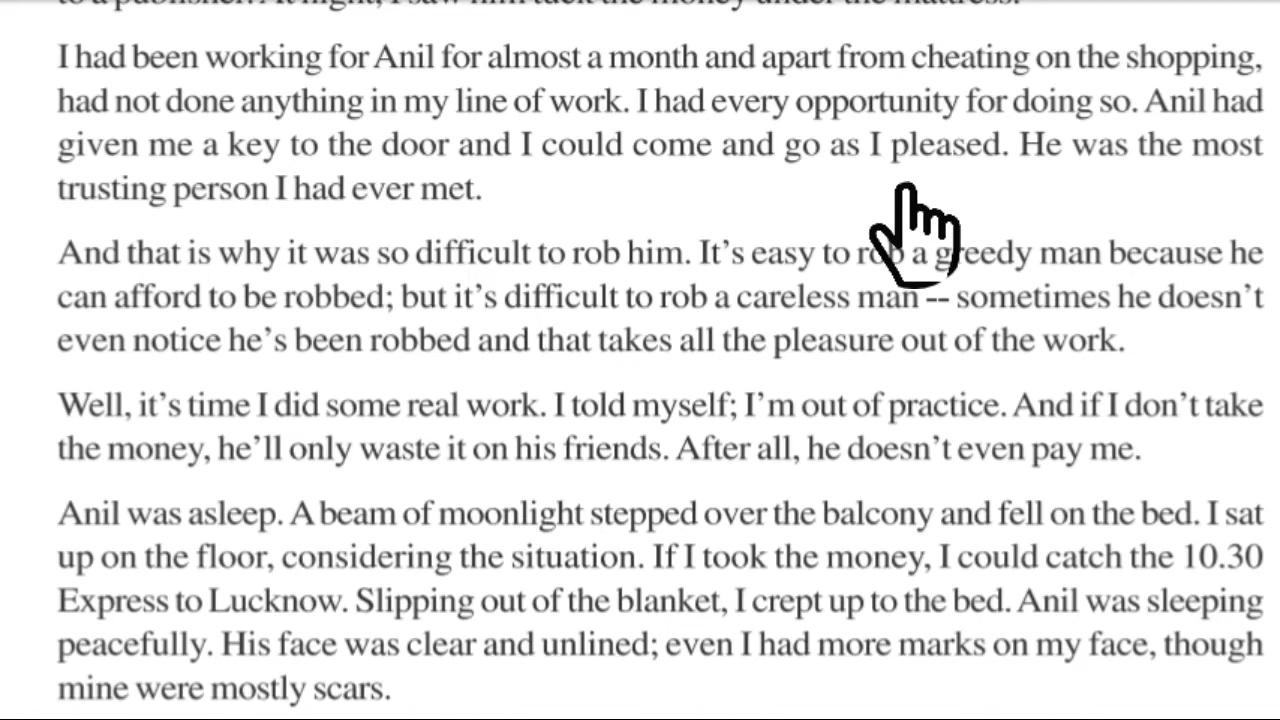 I had been working for Anil for almost a month and apart from cheating on the shopping,
had not done anything in my line of work. I had every opportunity for doing so. Anil had
given me a key to the door and I could come and go as I pleased. He was the most
trusting person I had ever met.
And that is why it was so difficult to rob him. It's easy to rob a greedy man because he
can afford to be robbed; but it's difficult to rob a careless man -- sometimes he doesn't
even notice he's been robbed and that takes all the pleasure out of the work.
Well, it's time I did some real work. I told myself; I'm out of practice. And if I don't take
the money, he'll only waste it on his friends. After all, he doesn't even pay me.
Anil was asleep. A beam of moonlight stepped over the balcony and fell on the bed. I sat
up on the floor, considering the situation. If I took the money, I could catch the 10.30
Express to Lucknow. Slipping out of the blanket, I crept up to the bed. Anil was sleeping
peacefully. His face was clear and unlined; even I had more marks on my face, though
mine were mostly scars.